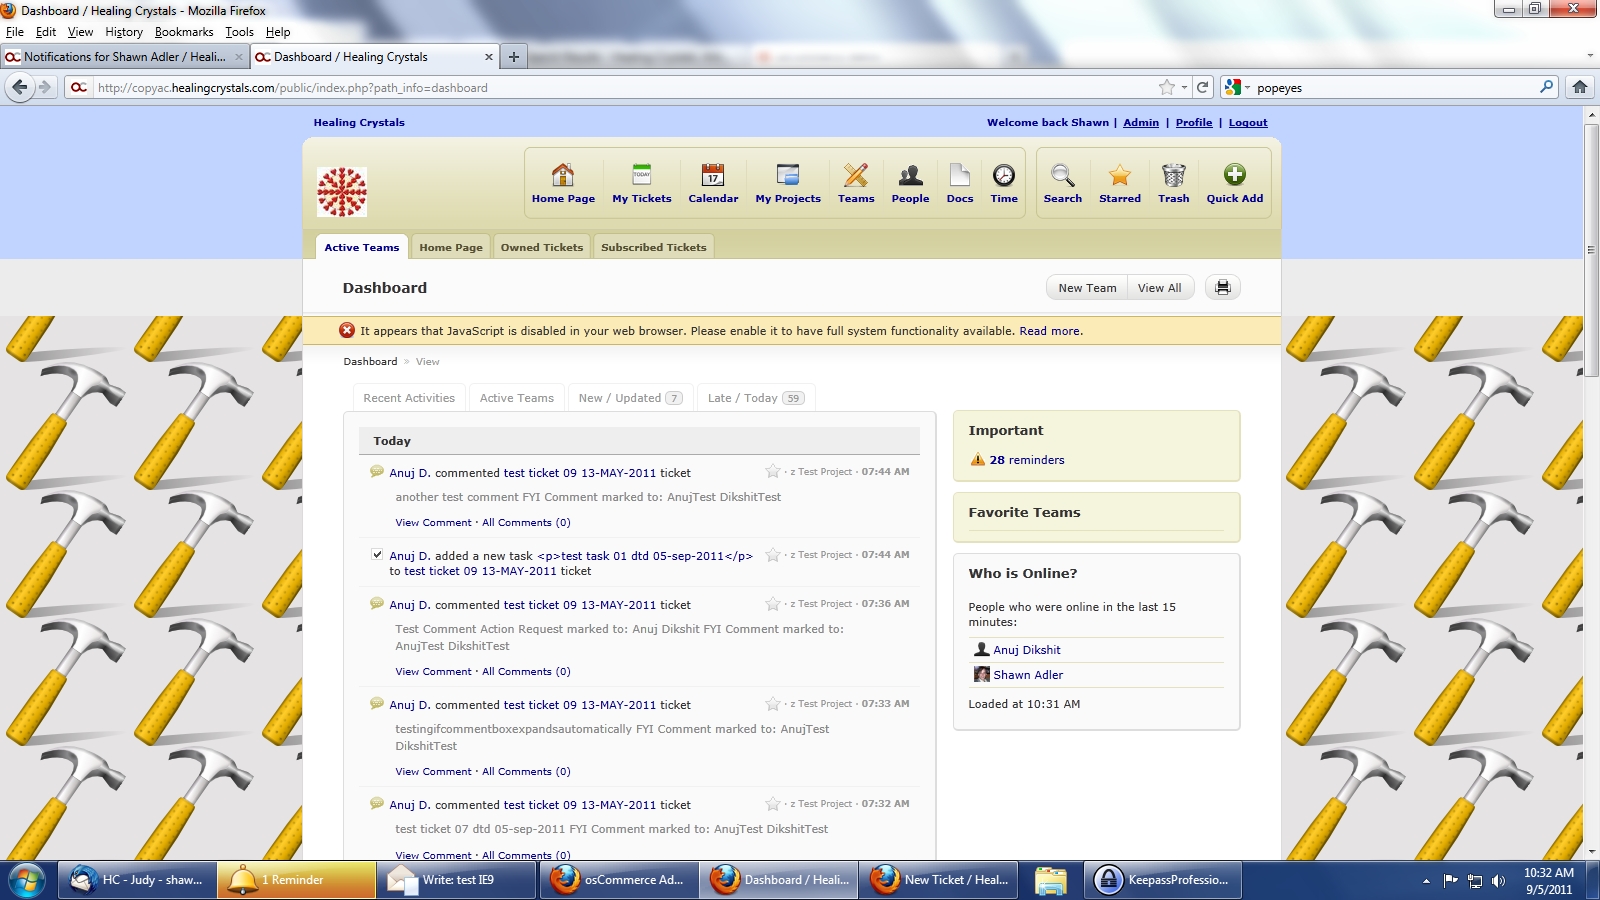 Dashboard / Healing Crystals - Mozilla Firefox
File Edit View History Bookmarks Tools Help
Notifications for Shawn Adler / Heali...
Dashboard / Healing Crystals
http://copyac.healingcrystals.com/public/index.php?path_info=dashboard
popeyes
Healing Crystals
Welcome back Shawn | Admin | Profile | Logout
TODAY
17
Home Page My Tickets Calendar My Projects Teams People Docs Time Search Starred Trash Quick Add
Active Teams Home Page Owned Tickets Subscribed Tickets
Dashboard
New Team View All
It appears that JavaScript is disabled in your web browser. Please enable it to have full system functionality available. Read more.
Dashboard » View
Recent Activities Active Teams New / Updated 7 Late / Today 59
Today
Anuj D. commented test ticket 09 13-MAY-2011 ticket · z Test Project · 07:44 AM
another test comment FYI Comment marked to: AnujTest DikshitTest
View Comment · All Comments (0)
Anuj D. added a new task <p>test task 01 dtd 05-sep-2011</p> · z Test Project · 07:44 AM
to test ticket 09 13-MAY-2011 ticket
Anuj D. commented test ticket 09 13-MAY-2011 ticket · z Test Project · 07:36 AM
Test Comment Action Request marked to: Anuj Dikshit FYI Comment marked to:
AnujTest DikshitTest
View Comment · All Comments (0)
Anuj D. commented test ticket 09 13-MAY-2011 ticket · z Test Project · 07:33 AM
testingifcommentboxexpandsautomatically FYI Comment marked to: AnujTest
DikshitTest
View Comment · All Comments (0)
Anuj D. commented test ticket 09 13-MAY-2011 ticket · z Test Project · 07:32 AM
test ticket 07 dtd 05-sep-2011 FYI Comment marked to: AnujTest DikshitTest
View Comment · All Comments (0)
Important
28 reminders
Favorite Teams
Who is Online?
People who were online in the last 15
minutes:
Anuj Dikshit
Shawn Adler
Loaded at 10:31 AM
HC - Judy - shaw...
1 Reminder
Write: test IE9
osCommerce Ad...
Dashboard / Heali...
New Ticket / Heal...
KeepassProfessio...
10:32 AM
9/5/2011